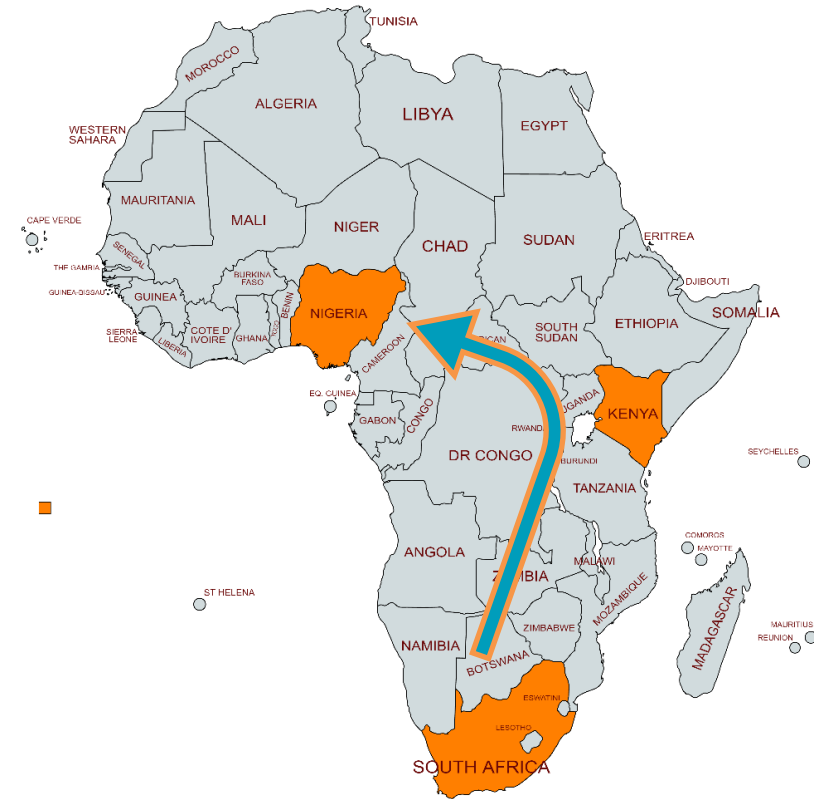 TUNISIA
MOROCCO
ALGERIA
LIBYA
EGYPT
WESTERN
SAHARA
MAURITANIA
MALI
NIGER
CHAD
SUDAN
ERITREA
CAPE VERDE
SENEGAL
THE GAMBIA
GUINEA-BISSAU
GUINEA
BURKINA
FASO
BENIN
TOGO
NIGERIA
DJIBOUTI
SOMALIA
SIERRA
LEONE
LIBERIA
COTE D'
IVOIRE
GHANA
CAMEROON
RICAN
SOUTH
SUDAN
ETHIOPIA
EQ. GUINEA
GABON
CONGO
UGANDA
KENYA
RWAND
DR CONGO
BURUNDI
SEYCHELLES
TANZANIA
COMOROS
MAYOTTE
ANGOLA
MALAWI
MOZAMBIQUE
ST HELENA
ZIMBABWE
MADAGASCAR
MAURITIUS
REUNION
NAMIBIA
BOTSWANA
ESWATINI
LESOTHO
SOUTH AFRICA